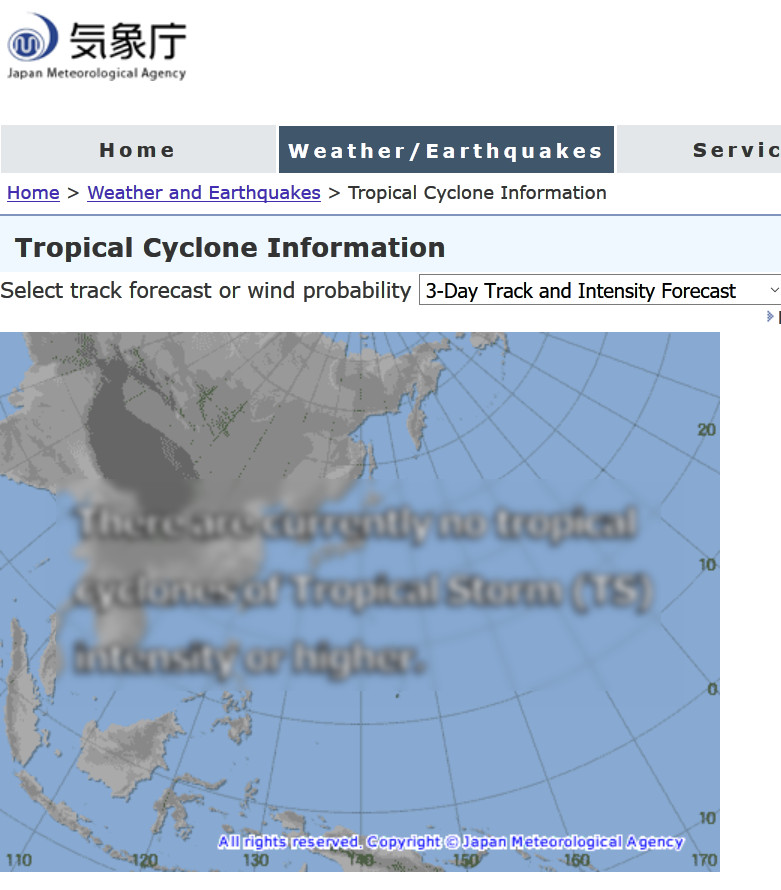 気象庁
Japan Meteorological Agency
Home
Weather/Earthquakes
Servic
Home > Weather and Earthquakes > Tropical Cyclone Information
Tropical Cyclone Information
Select track forecast or wind probability 3-Day Track and Intensity Forecast
20
There are currently no tropical
10
cyclones of Tropical Storm (TS)
intensity or higher.
0
10
All rights reserved. Copyright © Japan Meteorological Agency
110 120 130 140 150 160 170